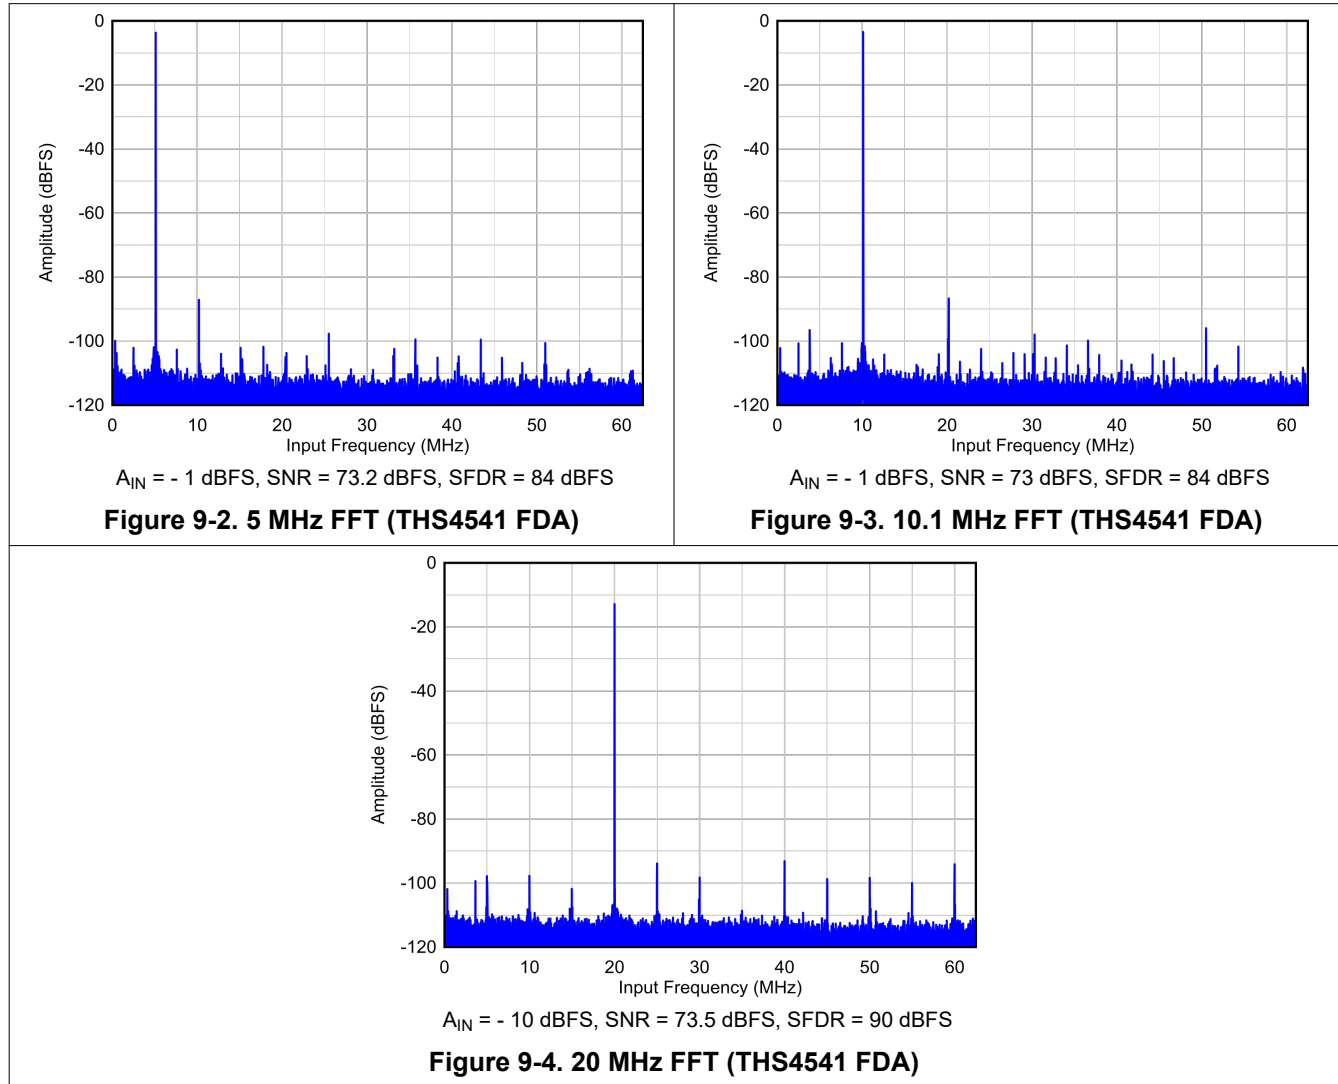 0
-20
-40
-60
-80
-100
-120
Amplitude (dBFS)
0 10 20 30 40 50 60
Input Frequency (MHz)
A_IN = - 1 dBFS, SNR = 73.2 dBFS, SFDR = 84 dBFS
Figure 9-2. 5 MHz FFT (THS4541 FDA)
0
-20
-40
-60
-80
-100
-120
Amplitude (dBFS)
0 10 20 30 40 50 60
Input Frequency (MHz)
A_IN = - 1 dBFS, SNR = 73 dBFS, SFDR = 84 dBFS
Figure 9-3. 10.1 MHz FFT (THS4541 FDA)
0
-20
-40
-60
-80
-100
-120
Amplitude (dBFS)
0 10 20 30 40 50 60
Input Frequency (MHz)
A_IN = - 10 dBFS, SNR = 73.5 dBFS, SFDR = 90 dBFS
Figure 9-4. 20 MHz FFT (THS4541 FDA)